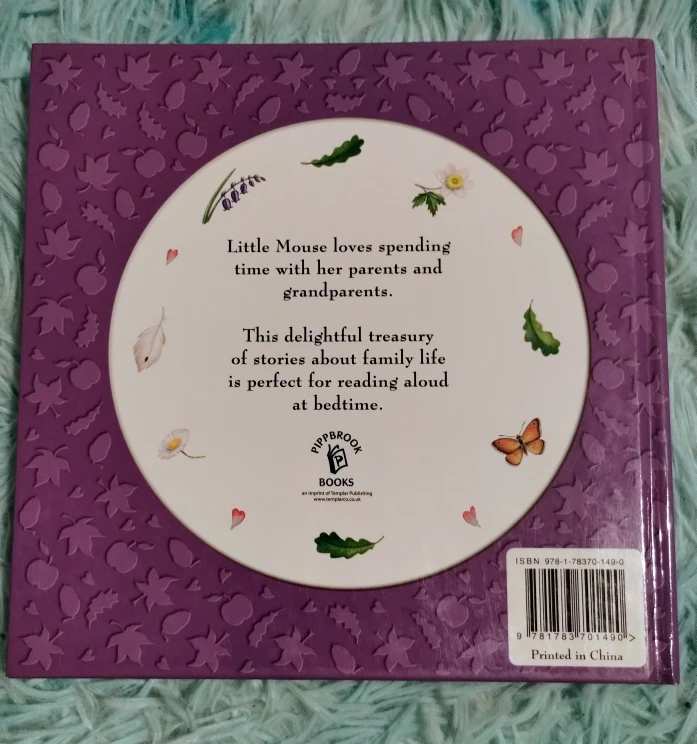 Little Mouse loves spending
time with her parents and
grandparents.
This delightful treasury
of stories about family life
is perfect for reading aloud
at bedtime.
PIPPBROOK
P
BOOKS
an imprint of Templar Publishing
www.templarco.co.uk
ISBN 978-1-78370-149-0
9 781783 701490 >
Printed in China